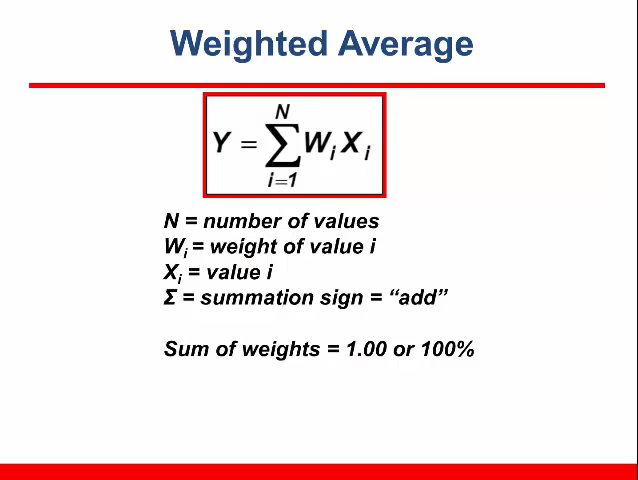 Weighted Average
N
Y = ∑ Wᵢ Xᵢ
i=1
N = number of values
Wᵢ = weight of value i
Xᵢ = value i
Σ = summation sign = “add”
Sum of weights = 1.00 or 100%